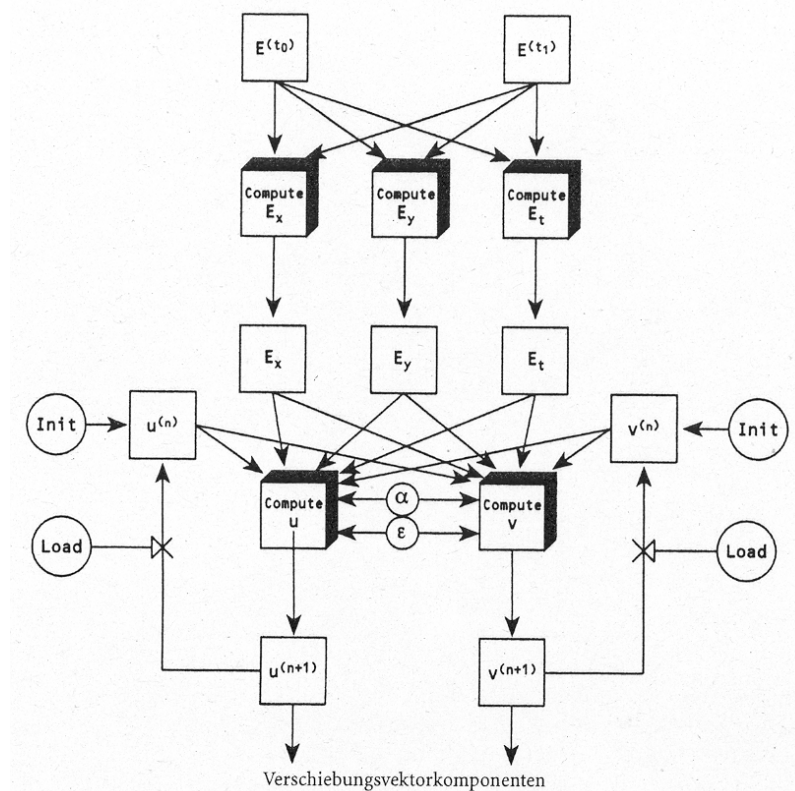 E(t0) E(t1)
Compute Ex Compute Ey Compute Et
Ex Ey Et
Init u(n) v(n) Init
Compute u α Compute v
ε
Load Load
u(n+1) v(n+1)
Verschiebungsvektorkomponenten